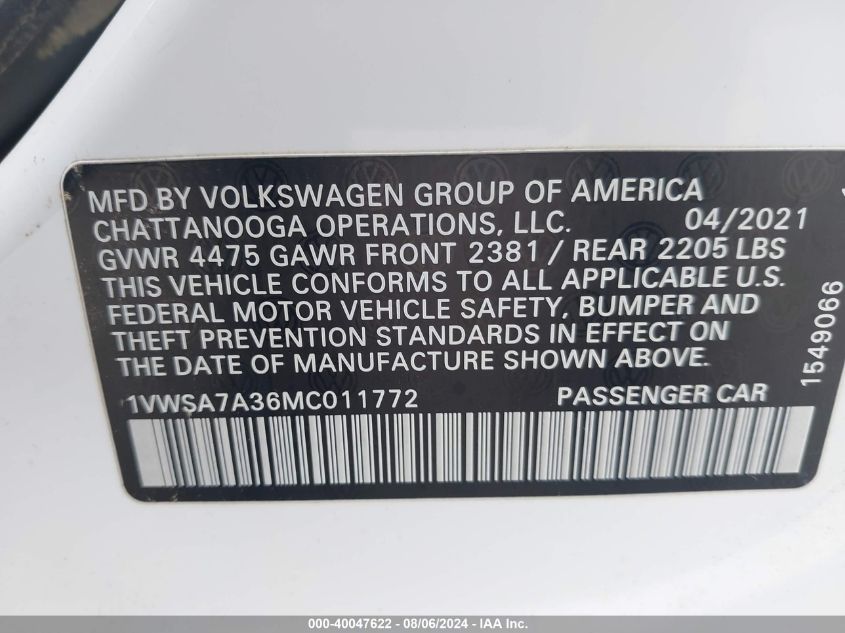 MFD BY VOLKSWAGEN GROUP OF AMERICA
CHATTANOOGA OPERATIONS, LLC. 04/2021
GVWR 4475 GAWR FRONT 2381 / REAR 2205 LBS
THIS VEHICLE CONFORMS TO ALL APPLICABLE U.S.
FEDERAL MOTOR VEHICLE SAFETY, BUMPER AND
THEFT PREVENTION STANDARDS IN EFFECT ON
THE DATE OF MANUFACTURE SHOWN ABOVE.
1VWSA7A36MC011772 PASSENGER CAR
1549066
000-40047622 - 08/06/2024 - IAA Inc.